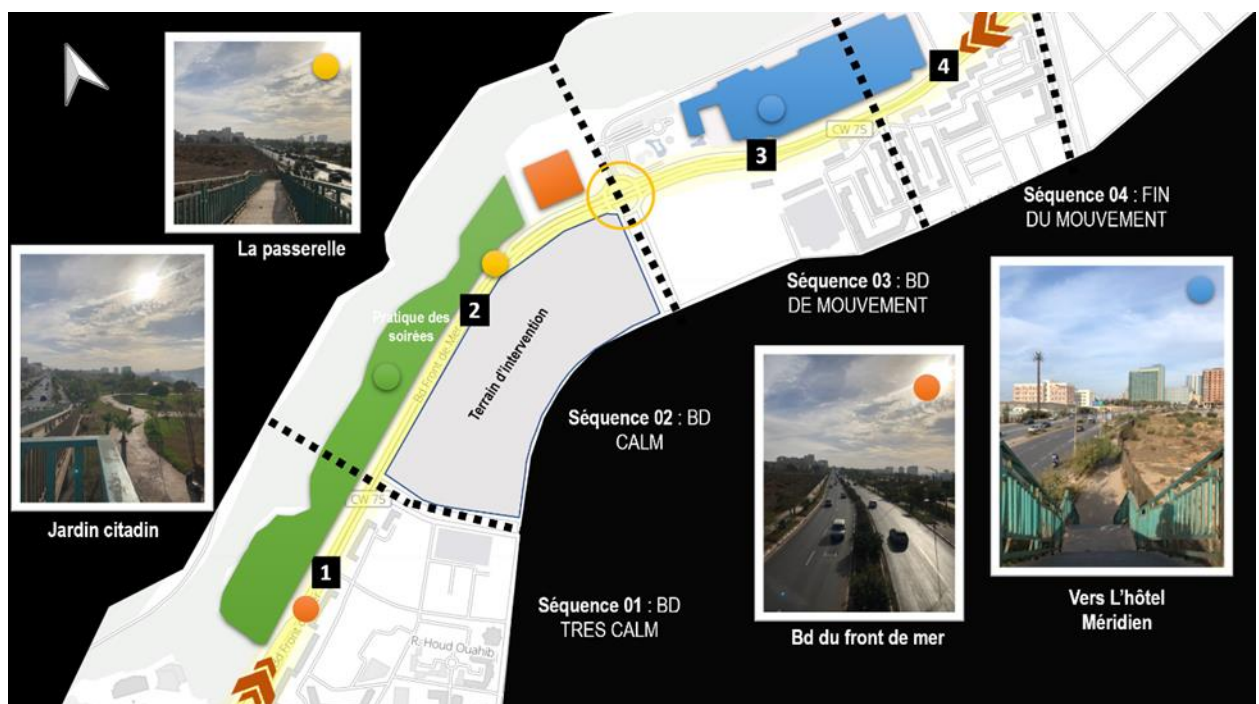 La passerelle
Jardin citadin
Pratique des
soirées
Bd Front de Mer
Terrain d'intervention
CW 75
CW 75
1
2
3
4
Séquence 04 : FIN
DU MOUVEMENT
Séquence 03 : BD
DE MOUVEMENT
Séquence 02 : BD
CALM
Séquence 01 : BD
TRES CALM
R. Houd Ouahib
Bd du front de mer
Vers L'hôtel
Méridien